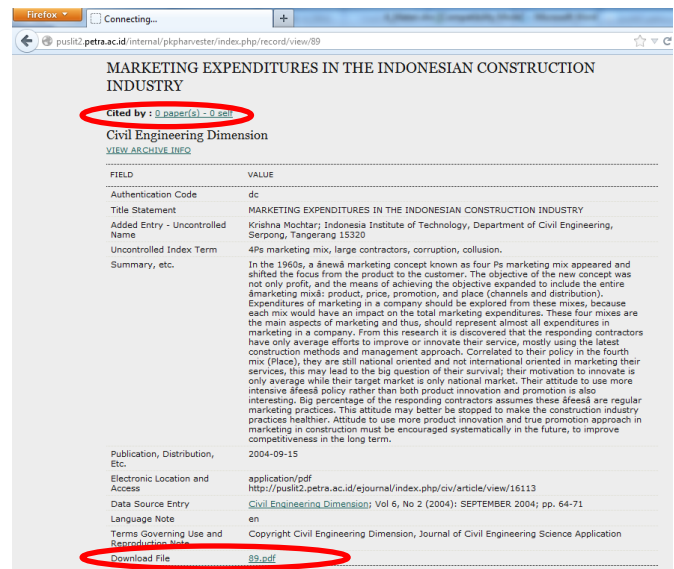 Firefox
Connecting...
puslit2.petra.ac.id/internal/pkpharvester/index.php/record/view/89
MARKETING EXPENDITURES IN THE INDONESIAN CONSTRUCTION
INDUSTRY
Cited by : 0 paper(s) - 0 self
Civil Engineering Dimension
VIEW ARCHIVE INFO
FIELD VALUE
Authentication Code dc
Title Statement MARKETING EXPENDITURES IN THE INDONESIAN CONSTRUCTION INDUSTRY
Added Entry - Uncontrolled Krishna Mochtar; Indonesia Institute of Technology, Department of Civil Engineering,
Name Serpong, Tangerang 15320
Uncontrolled Index Term 4Ps marketing mix, large contractors, corruption, collusion.
Summary, etc. In the 1960s, a ânewâ marketing concept known as four Ps marketing mix appeared and
shifted the focus from the product to the customer. The objective of the new concept was
not only profit, and the means of achieving the objective expanded to include the entire
âmarketing mixâ: product, price, promotion, and place (channels and distribution).
Expenditures of marketing in a company should be explored from these mixes, because
each mix would have an impact on the total marketing expenditures. These four mixes are
the main aspects of marketing and thus, should represent almost all expenditures in
marketing in a company. From this research it is discovered that the responding contractors
have only average efforts to improve or innovate their service, mostly using the latest
construction methods and management approach. Correlated to their policy in the fourth
mix (Place), they are still national oriented and not international oriented in marketing their
services, this may lead to the big question of their survival; their motivation to innovate is
only average while their target market is only national market. Their attitude to use more
intensive âfeesâ policy rather than both product innovation and promotion is also
interesting. Big percentage of the responding contractors assumes these âfeesâ are regular
marketing practices. This attitude may better be stopped to make the construction industry
practices healthier. Attitude to use more product innovation and true promotion approach in
marketing in construction must be encouraged systematically in the future, to improve
competitiveness in the long term.
Publication, Distribution, 2004-09-15
Etc.
Electronic Location and application/pdf
Access http://puslit2.petra.ac.id/ejournal/index.php/civ/article/view/16113
Data Source Entry Civil Engineering Dimension; Vol 6, No 2 (2004): SEPTEMBER 2004; pp. 64-71
Language Note en
Terms Governing Use and Copyright Civil Engineering Dimension, Journal of Civil Engineering Science Application
Reproduction Note
Download File 89.pdf